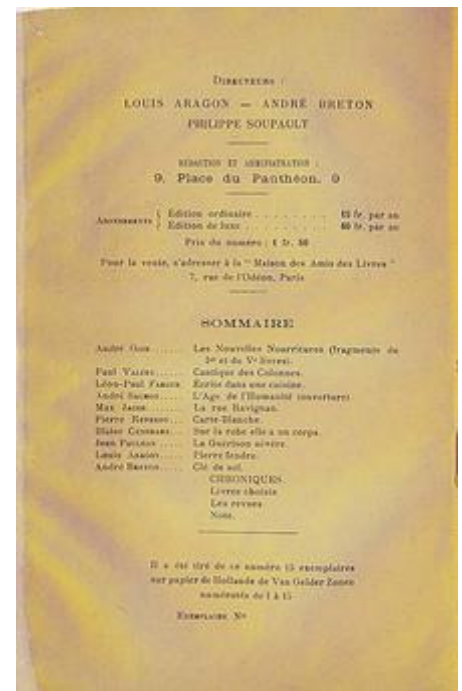 DIRECTEURS :
LOUIS ARAGON — ANDRÉ BRETON
PHILIPPE SOUPAULT
RÉDACTION ET ADMINISTRATION :
9, Place du Panthéon, 9
ABONNEMENTS { Édition ordinaire . . . . . . . . . 15 fr. par an
Édition de luxe . . . . . . . . . 60 fr. par an
Prix du numéro : 1 fr. 50
Pour la vente, s'adresser à la "Maison des Amis des Livres"
7, rue de l'Odéon, Paris
SOMMAIRE
André GIDE...... Les Nouvelles Nourritures (fragments du
Ier et du Ve livres).
Paul VALÉRY..... Cantique des Colonnes.
Léon-Paul FARGUE. Écrits dans une cuisine.
André SALMON.... L'Age de l'Humanité (ouverture)
Max JACOB....... La rue Ravignan.
Pierre REVERDY... Carte-Blanche.
Blaise CENDRARS.. Sur la robe elle a un corps.
Jean PAULHAN.... La Guérison sévère.
Louis ARAGON.... Pierre fendre.
André BRETON..... Clé de sol.
CHRONIQUES.
Livres choisis
Les revues
Note.
Il a été tiré de ce numéro 15 exemplaires
sur papier de Hollande de Van Gelder Zonen
numérotés de 1 à 15
EXEMPLAIRE No